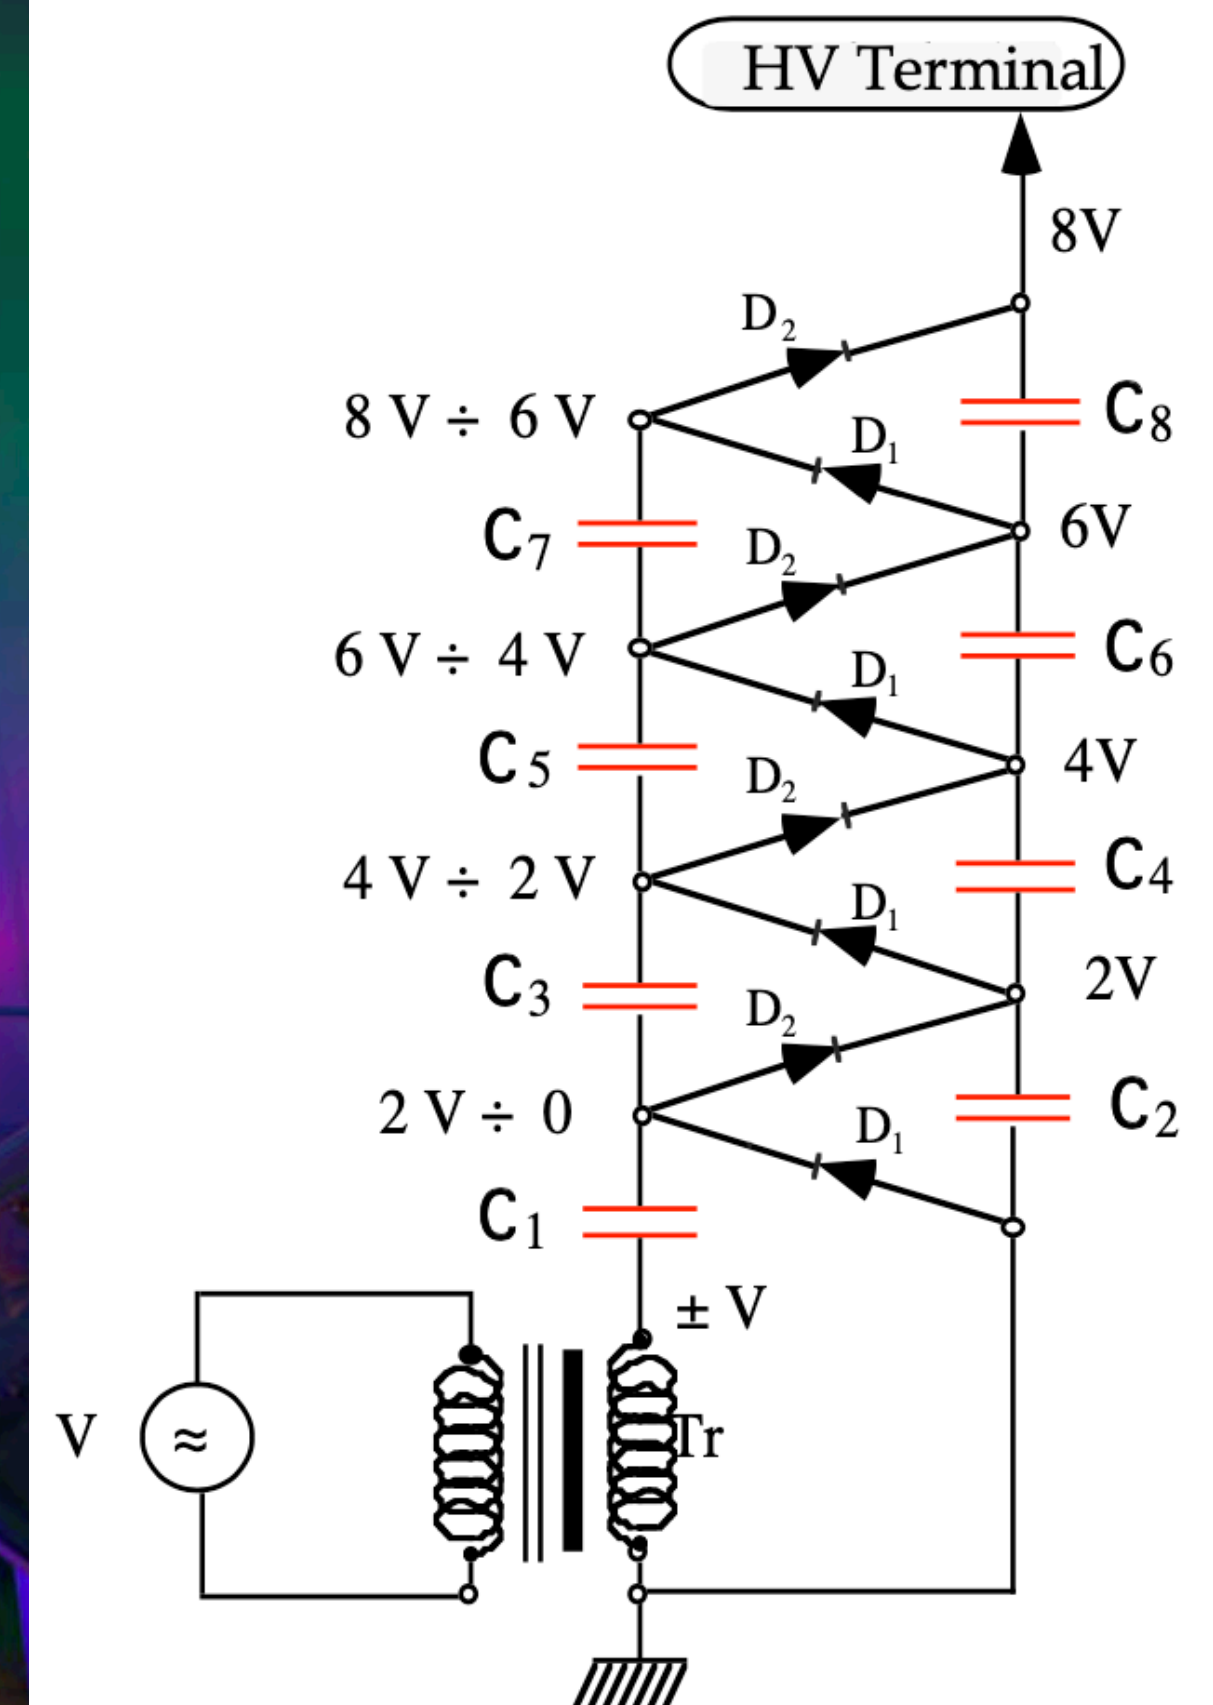 HV Terminal
8V
D₂
8 V ÷ 6 V
C₈
D₁
6V
C₇
D₂
6 V ÷ 4 V
C₆
D₁
4V
C₅
D₂
4 V ÷ 2 V
C₄
D₁
2V
C₃
D₂
2 V ÷ 0
C₂
D₁
C₁
± V
V
≈
Tr